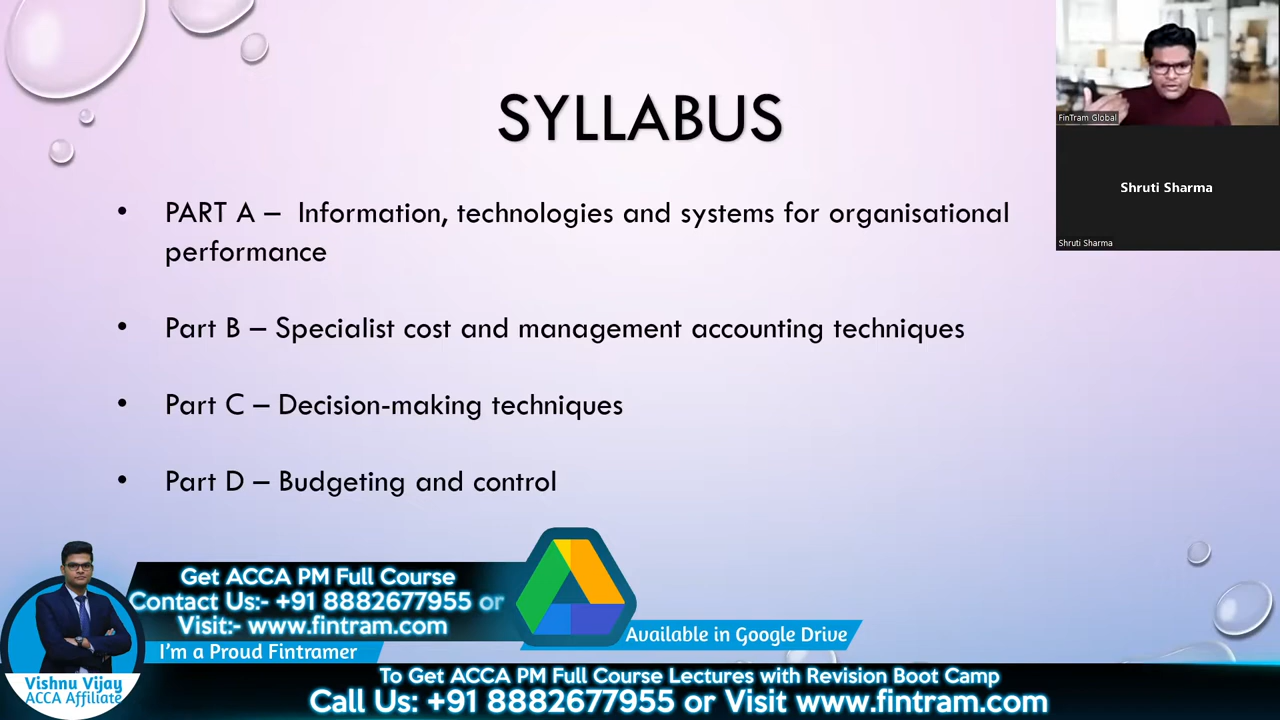 SYLLABUS
• PART A – Information, technologies and systems for organisational
performance
• Part B – Specialist cost and management accounting techniques
• Part C – Decision-making techniques
• Part D – Budgeting and control
FinTram Global
Shruti Sharma
Shruti Sharma
Get ACCA PM Full Course
Contact Us:- +91 8882677955 or
Visit:- www.fintram.com
I'm a Proud Fintramer
Vishnu Vijay
ACCA Affiliate
Available in Google Drive
To Get ACCA PM Full Course Lectures with Revision Boot Camp
Call Us: +91 8882677955 or Visit www.fintram.com